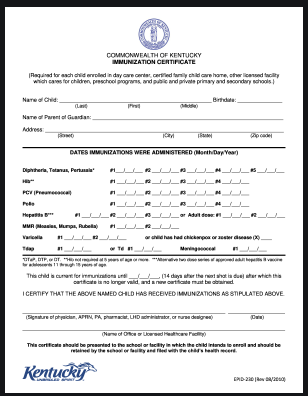 COMMONWEALTH OF KENTUCKY
IMMUNIZATION CERTIFICATE
(Required for each child enrolled in day care center, certified family child care home, other licensed facility
which cares for children, preschool programs, and public and private primary and secondary schools.)
Name of Child: Birthdate:
(Last) (First) (Middle)
Name of Parent of Guardian:
Address:
(Street) (City) (State) (Zip code)
DATES IMMUNIZATIONS WERE ADMINISTERED (Month/Day/Year)
Diphtheria, Tetanus, Pertussis* #1 __/__/__ #2 __/__/__ #3 __/__/__ #4 __/__/__ #5 __/__/__
Hib** #1 __/__/__ #2 __/__/__ #3 __/__/__ #4 __/__/__
PCV (Pneumococcal) #1 __/__/__ #2 __/__/__ #3 __/__/__ #4 __/__/__
Polio #1 __/__/__ #2 __/__/__ #3 __/__/__ #4 __/__/__
Hepatitis B*** #1 __/__/__ #2 __/__/__ #3 __/__/__ or Adult dose: #1 __/__/__ #2 __/__/__
MMR (Measles, Mumps, Rubella) #1 __/__/__ #2 __/__/__
Varicella #1 __/__/__ #2 __/__/__ or child has had chickenpox or zoster disease (X) ____
Tdap #1 __/__/__ or Td #1 __/__/__ Meningococcal #1 __/__/__
*DTaP, DTP, or DT. **Hib not required at 5 years of age or more. ***Alternative two dose series of approved adult hepatitis B vaccine
for adolescents 11 through 15 years of age.
This child is current for immunizations until __/__/__, (14 days after the next shot is due) after which this
certificate is no longer valid, and a new certificate must be obtained.
I CERTIFY THAT THE ABOVE NAMED CHILD HAS RECEIVED IMMUNIZATIONS AS STIPULATED ABOVE.
(Signature of physician, APRN, PA, pharmacist, LHD administrator, or nurse designee) (Date)
(Name of Office or Licensed Healthcare Facility)
This certificate should be presented to the school or facility in which the child intends to enroll and should be
retained by the school or facility and filed with the child's health record.
Kentucky
UNBRIDLED SPIRIT
EPID-230 (Rev 08/2010)